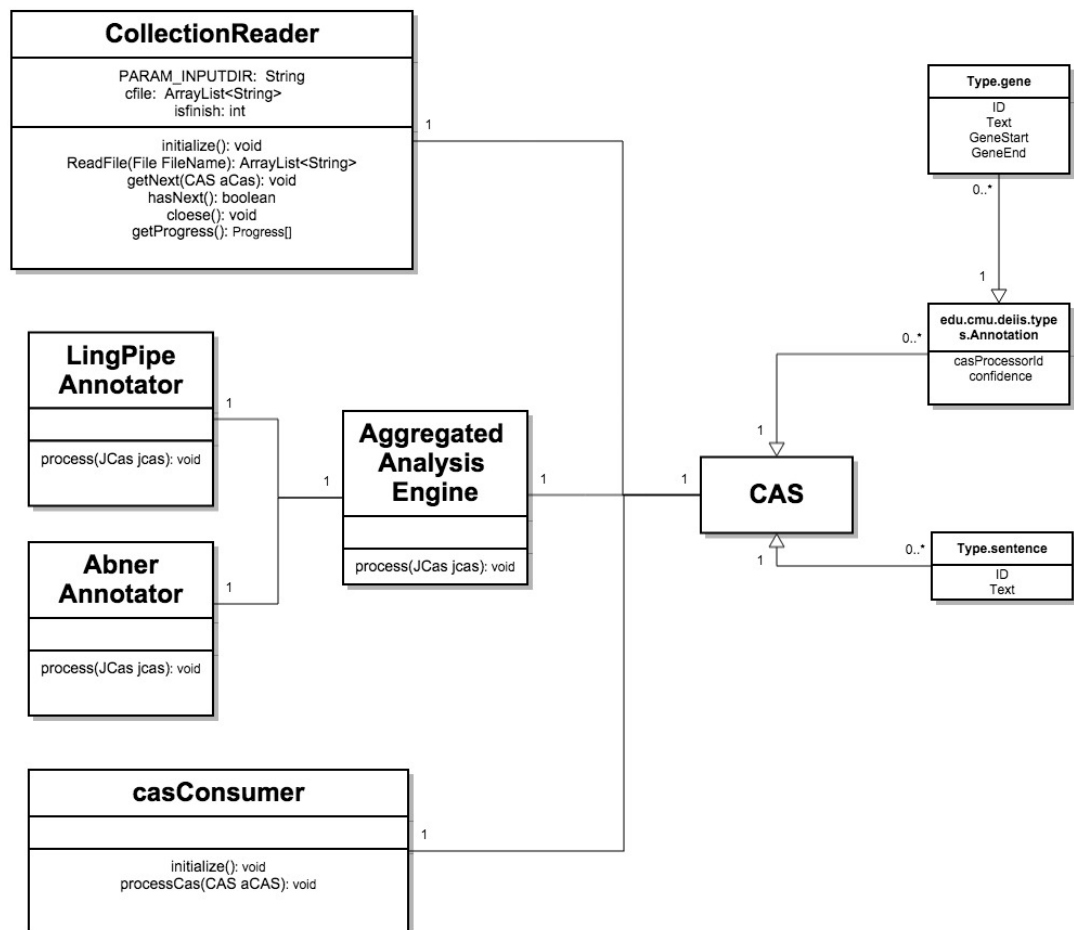 CollectionReader
PARAM_INPUTDIR: String
cfile: ArrayList<String>
isfinish: int
initialize(): void
ReadFile(File FileName): ArrayList<String>
getNext(CAS aCas): void
hasNext(): boolean
cloese(): void
getProgress(): Progress[]
1
Type.gene
ID
Text
GeneStart
GeneEnd
0..*
1
edu.cmu.deiis.type
s.Annotation
casProcessorId
confidence
0..*
1
LingPipe
Annotator
process(JCas jcas): void
1
Abner
Annotator
process(JCas jcas): void
1
Aggregated
Analysis
Engine
process(JCas jcas): void
1
1
1
CAS
1
0..*
Type.sentence
ID
Text
casConsumer
initialize(): void
processCas(CAS aCAS): void
1